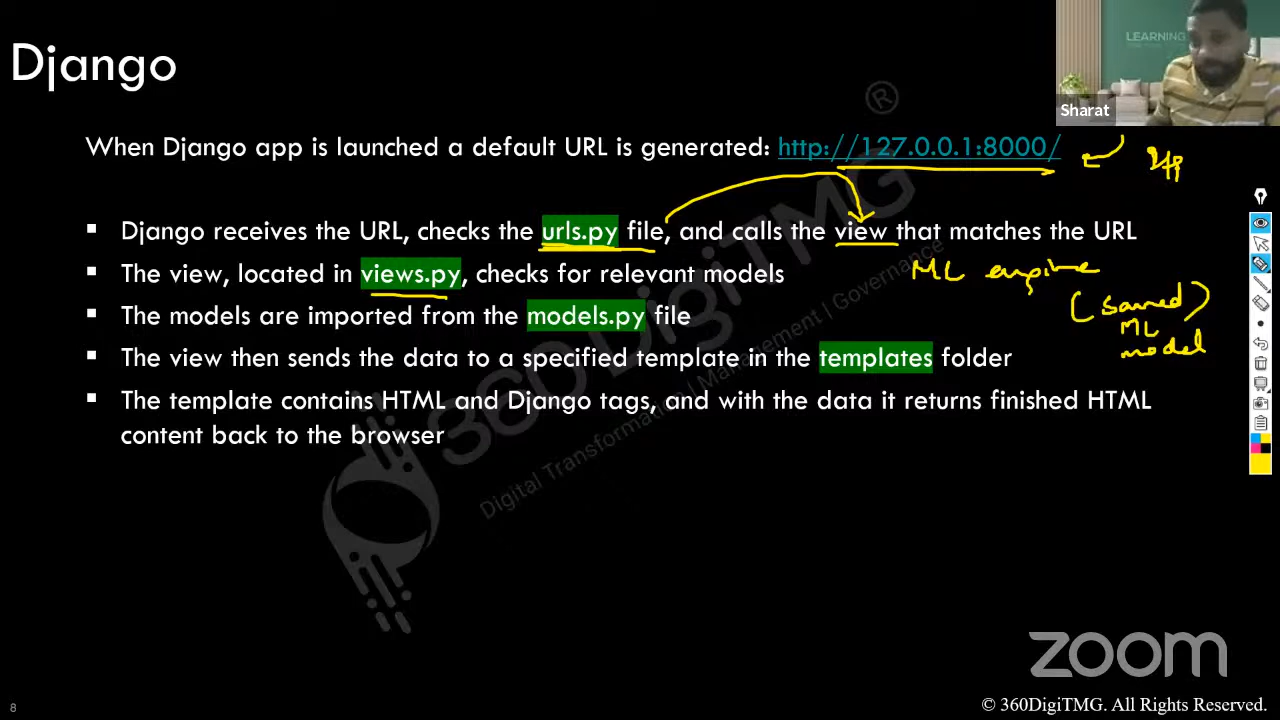 LEARNING
Django
Sharat
When Django app is launched a default URL is generated: http://127.0.0.1:8000/
▪ Django receives the URL, checks the urls.py file, and calls the view that matches the URL
ML engine
▪ The view, located in views.py, checks for relevant models
(saved)
ML
model
▪ The models are imported from the models.py file
▪ The view then sends the data to a specified template in the templates folder
▪ The template contains HTML and Django tags, and with the data it returns finished HTML
content back to the browser
360DigiTMG®
Digital Transformation | Management | Governance
zoom
8
© 360DigiTMG. All Rights Reserved.